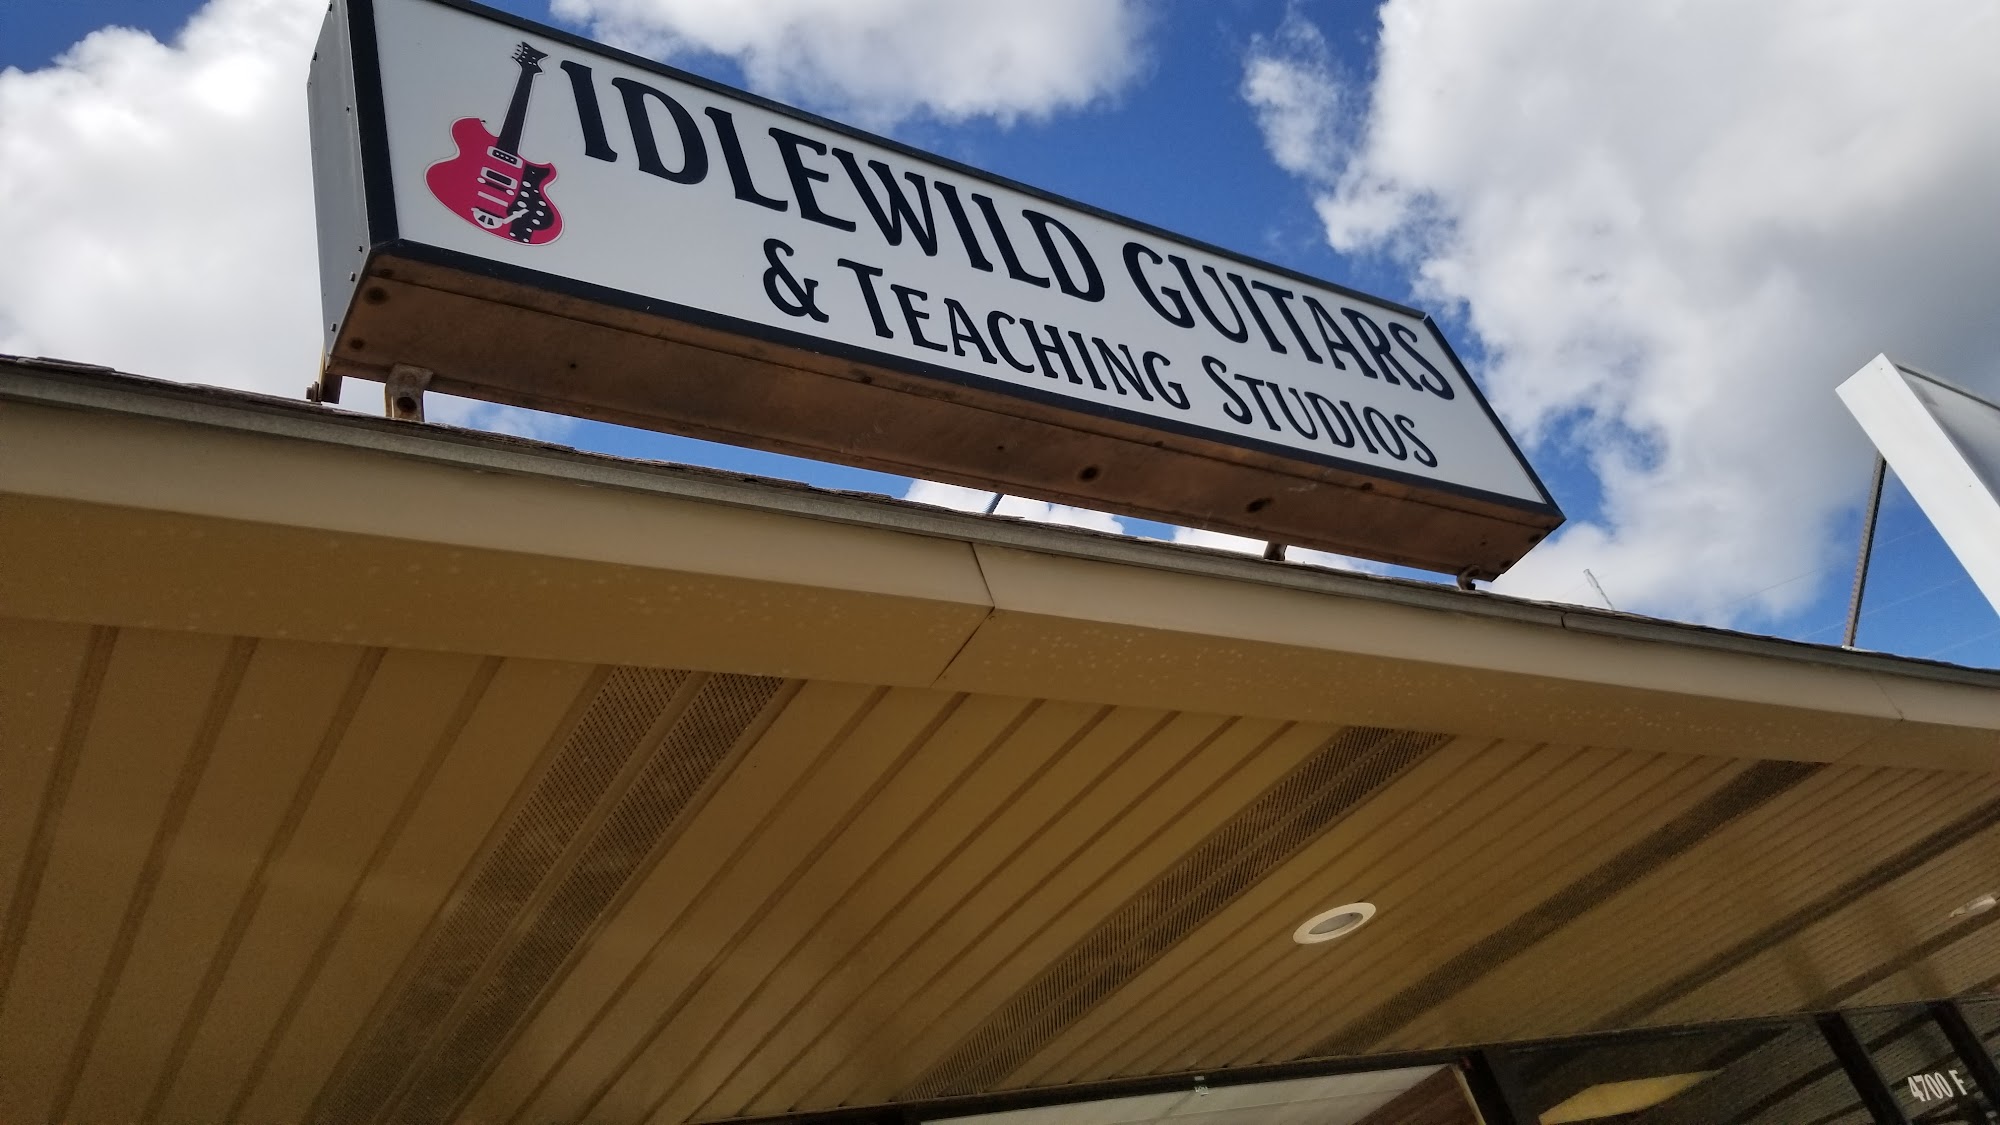 IDLEWILD GUITARS
& TEACHING STUDIOS
4700 F